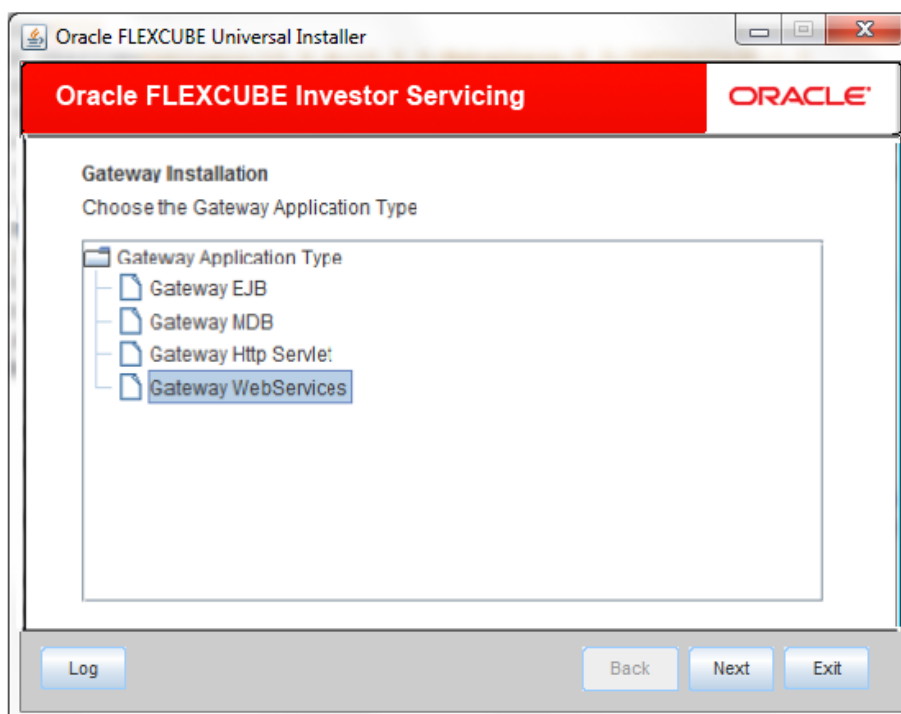 Oracle FLEXCUBE Universal Installer
Oracle FLEXCUBE Investor Servicing
ORACLE
Gateway Installation
Choose the Gateway Application Type
Gateway Application Type
Gateway EJB
Gateway MDB
Gateway Http Servlet
Gateway WebServices
Log
Back
Next
Exit